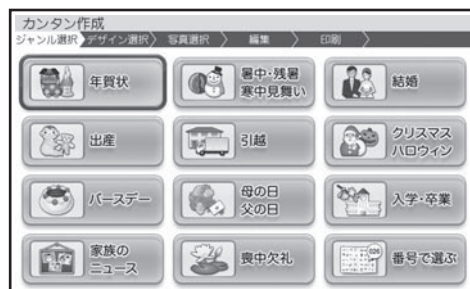 カンタン作成
ジャンル選択 デザイン選択 写真選択 編集 印刷
年賀状
暑中・残暑
寒中見舞い
結婚
出産
引越
クリスマス
ハロウィン
バースデー
母の日
父の日
入学・卒業
家族の
ニュース
喪中欠礼
026
番号で選ぶ